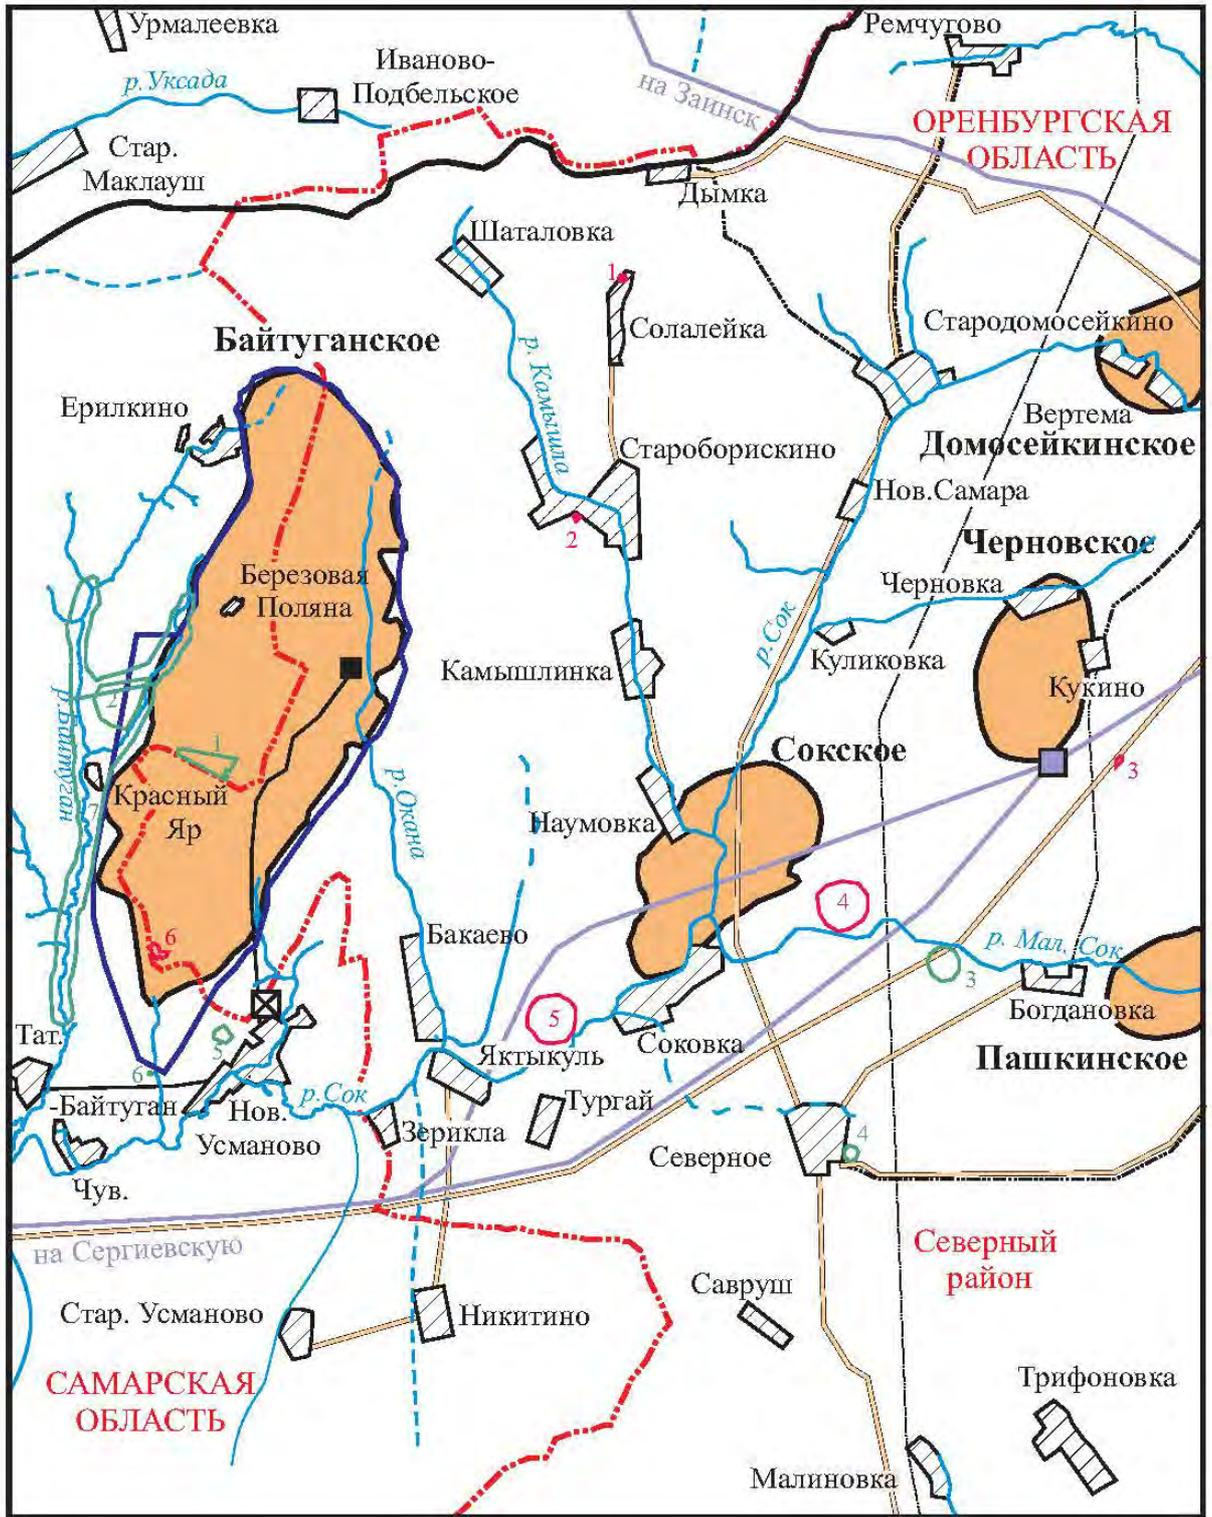 Урмалеевка
Ремчугово
р.Уксада
Иваново-
Подбельское
на Заинск
ОРЕНБУРГСКАЯ
ОБЛАСТЬ
Стар.
Маклауш
Дымка
Шаталовка
1
Солалейка
Стародомосейкино
Байтуганское
р. Камышла
Ерилкино
Вертема
Домосейкинское
Староборискино
Нов.Самара
2
Черновское
Березовая
Поляна
Черновка
р.Сок
Куликовка
Камышлинка
Кукино
2
р.Байтуган
1
Сокское
3
р.Окана
Красный
Яр
7
Наумовка
4
6
Бакаево
р. Мал. Сок
3
Богдановка
5
Тат.
5
Соковка
Яктыкуль
Пашкинское
6
-Байтуган
Нов.
Усманово
р.Сок
Тургай
Зерикла
4
Северное
Чув.
на Сергиевскую
Северный
район
Савруш
Стар. Усманово
Никитино
САМАРСКАЯ
ОБЛАСТЬ
Трифоновка
Малиновка